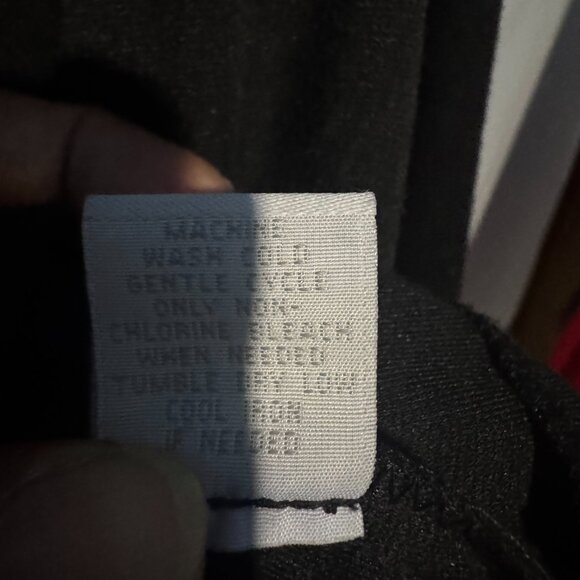 MACHINE
WASH COLD
GENTLE CYCLE
ONLY NON-
CHLORINE BLEACH
WHEN NEEDED
TUMBLE DRY LOW
COOL IRON
IF NEEDED